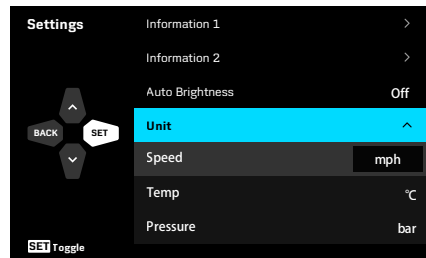 Settings
Information 1 >
Information 2 >
Auto Brightness Off
BACK SET
Unit
Speed mph
Temp °C
Pressure bar
SET Toggle